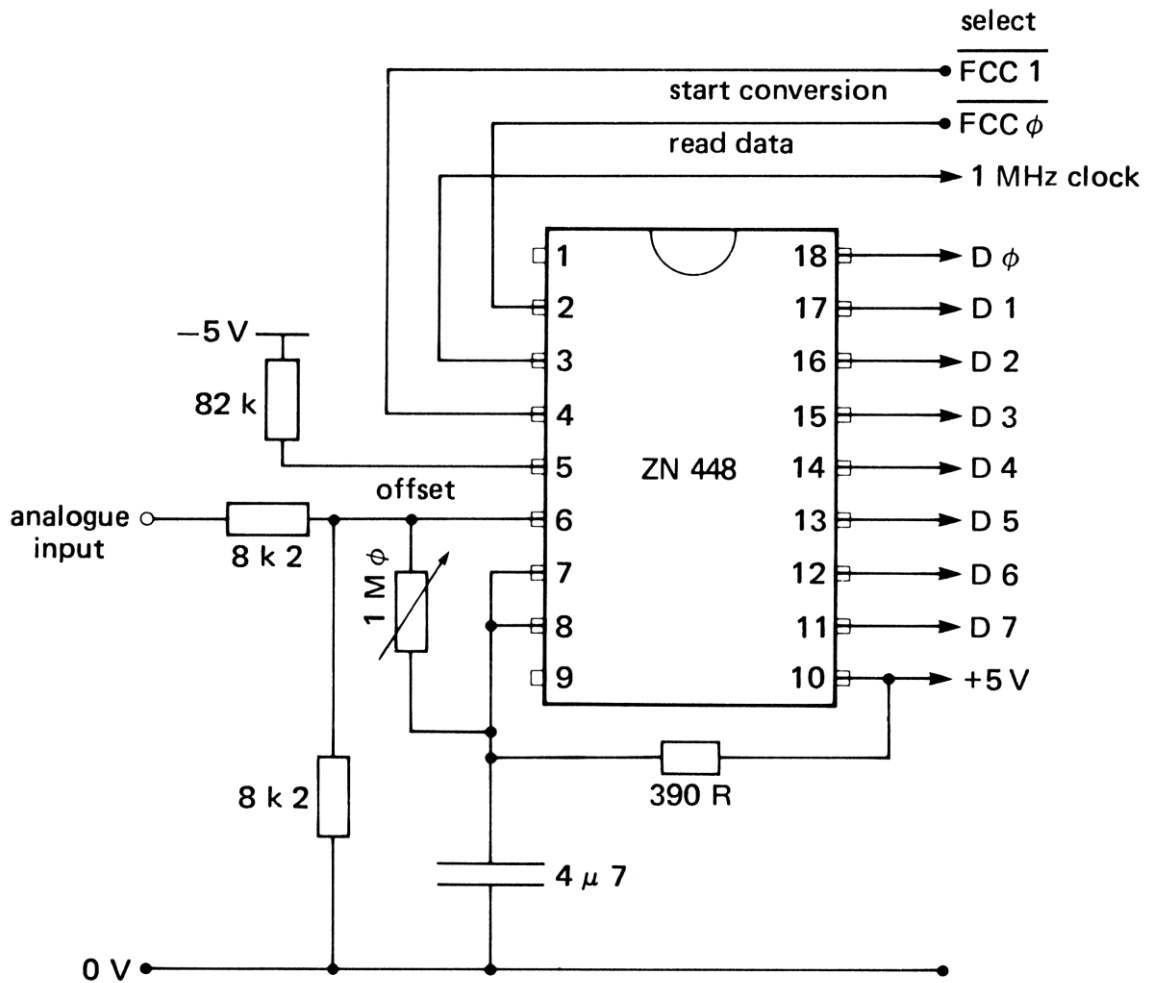 select
FCC 1
start conversion
FCC ϕ
read data
1 MHz clock
1
18
D ϕ
2
17
D 1
–5 V
3
16
D 2
82 k
4
15
D 3
5
ZN 448
14
D 4
offset
analogue
input
6
13
D 5
8 k 2
7
12
D 6
1 M ϕ
8
11
D 7
9
10
+5 V
8 k 2
390 R
4 μ 7
0 V